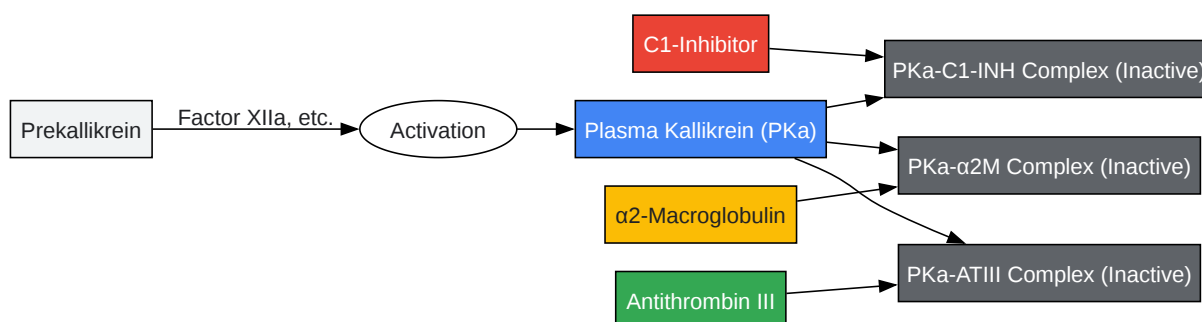 C1-Inhibitor
PKa-C1-INH Complex (Inactive)
Prekallikrein
Factor XIIa, etc.
Activation
Plasma Kallikrein (PKa)
PKa-α2M Complex (Inactive)
α2-Macroglobulin
PKa-ATIII Complex (Inactive)
Antithrombin III